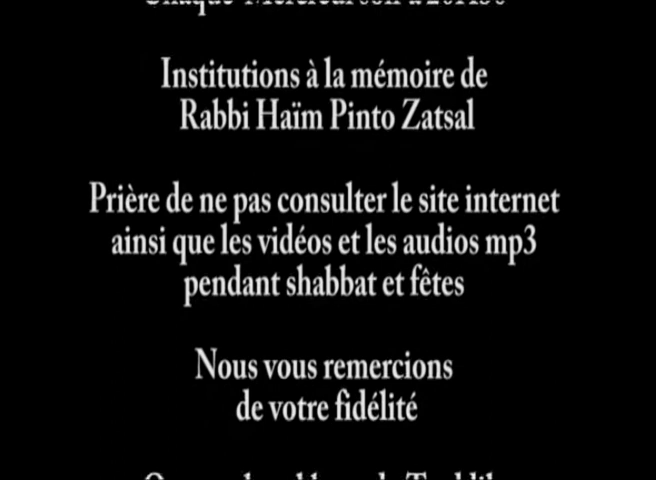 Institutions à la mémoire de
Rabbi Haïm Pinto Zatsal
Prière de ne pas consulter le site internet
ainsi que les vidéos et les audios mp3
pendant shabbat et fêtes
Nous vous remercions
de votre fidélité